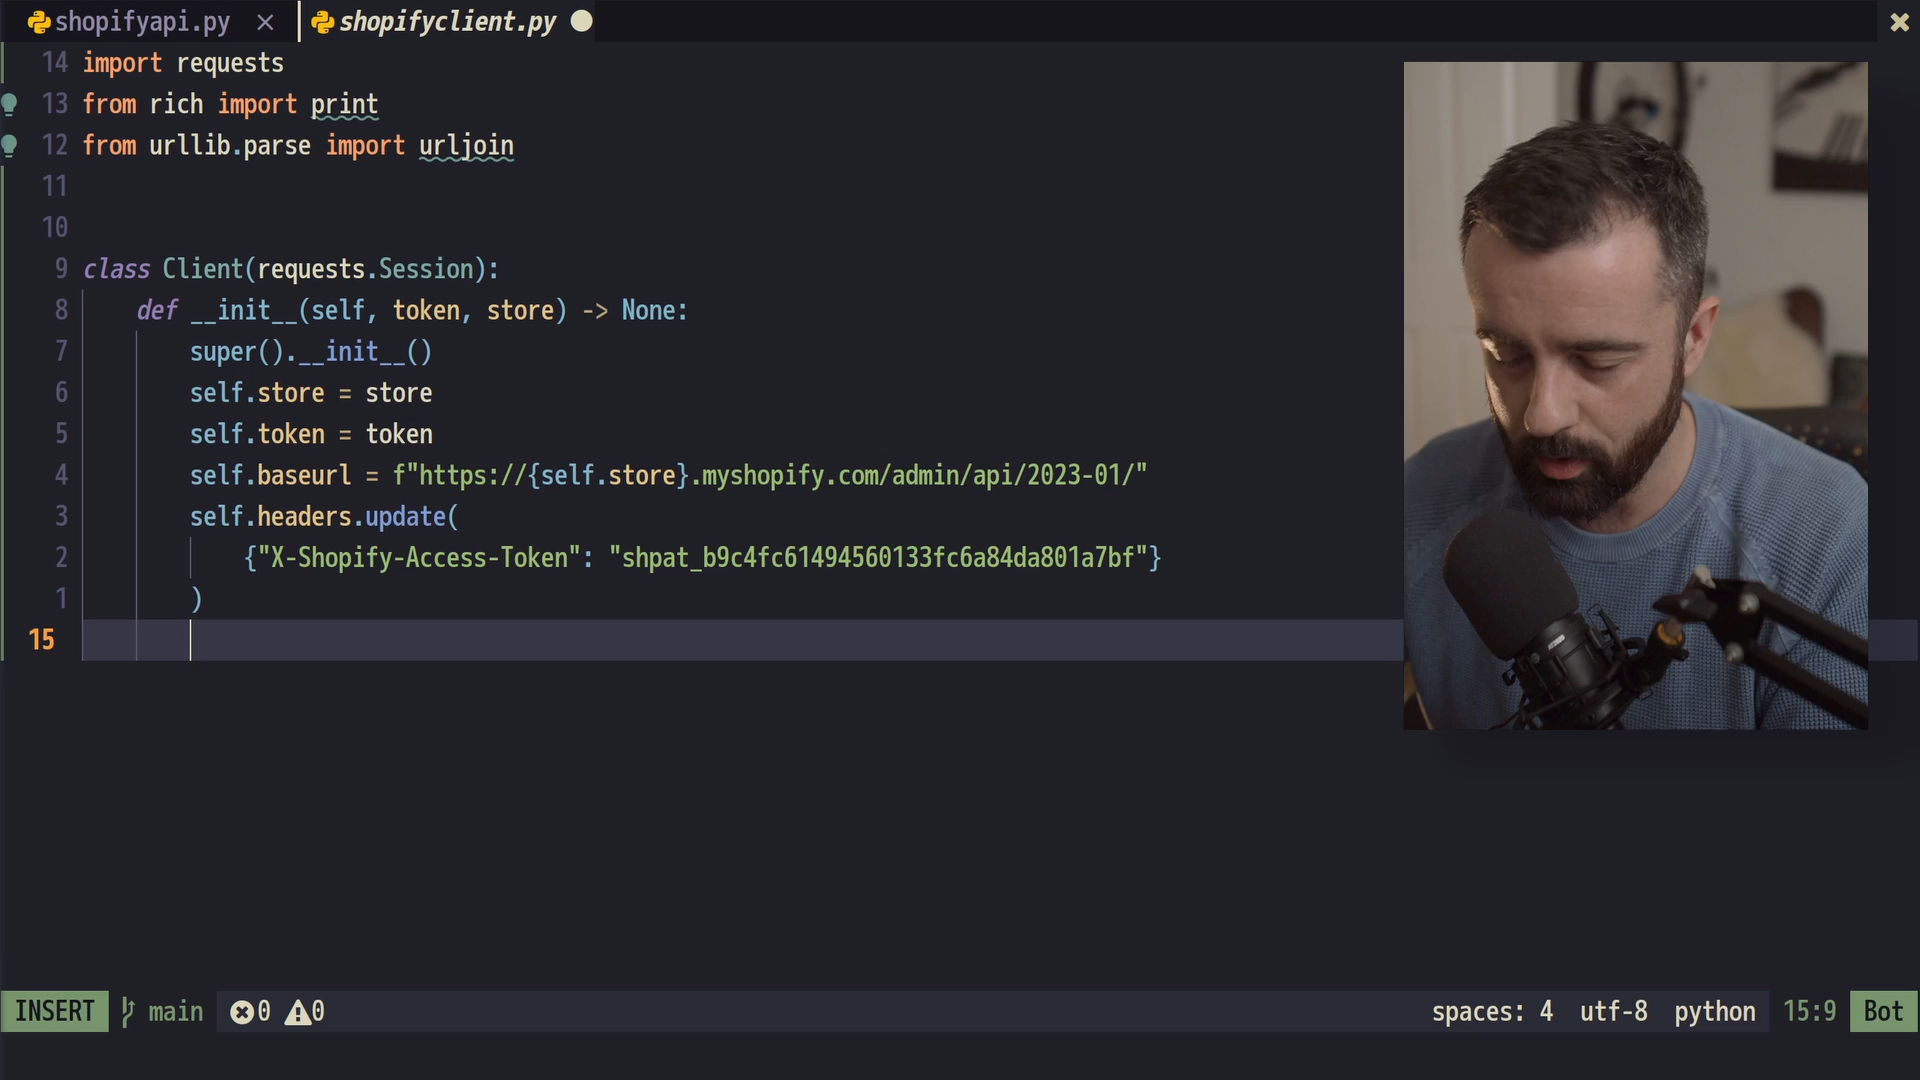 shopifyapi.py × shopifyclient.py
14 import requests
13 from rich import print
12 from urllib.parse import urljoin
11
10
9 class Client(requests.Session):
8 def __init__(self, token, store) -> None:
7 super().__init__()
6 self.store = store
5 self.token = token
4 self.baseurl = f"https://{self.store}.myshopify.com/admin/api/2023-01/"
3 self.headers.update(
2 {"X-Shopify-Access-Token": "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"}
1 )
15
INSERT main 0 0 spaces: 4 utf-8 python 15:9 Bot